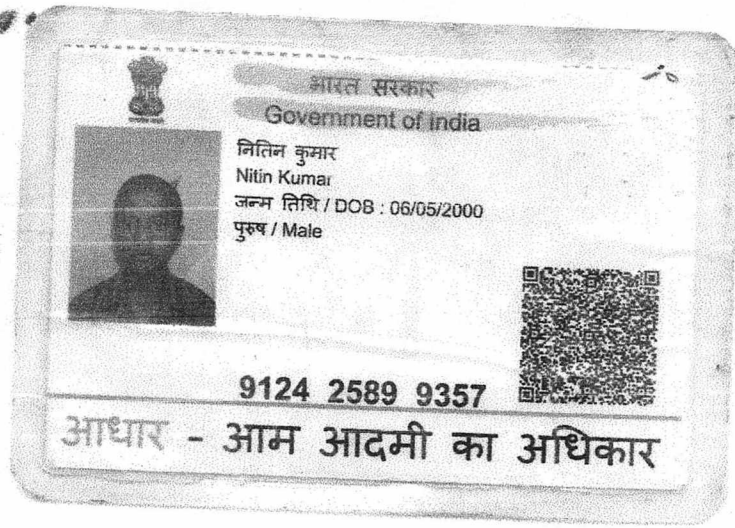 भारत सरकार
Government of India
नितिन कुमार
Nitin Kumar
जन्म तिथि / DOB : 06/05/2000
पुरुष / Male
9124 2589 9357
आधार - आम आदमी का अधिकार